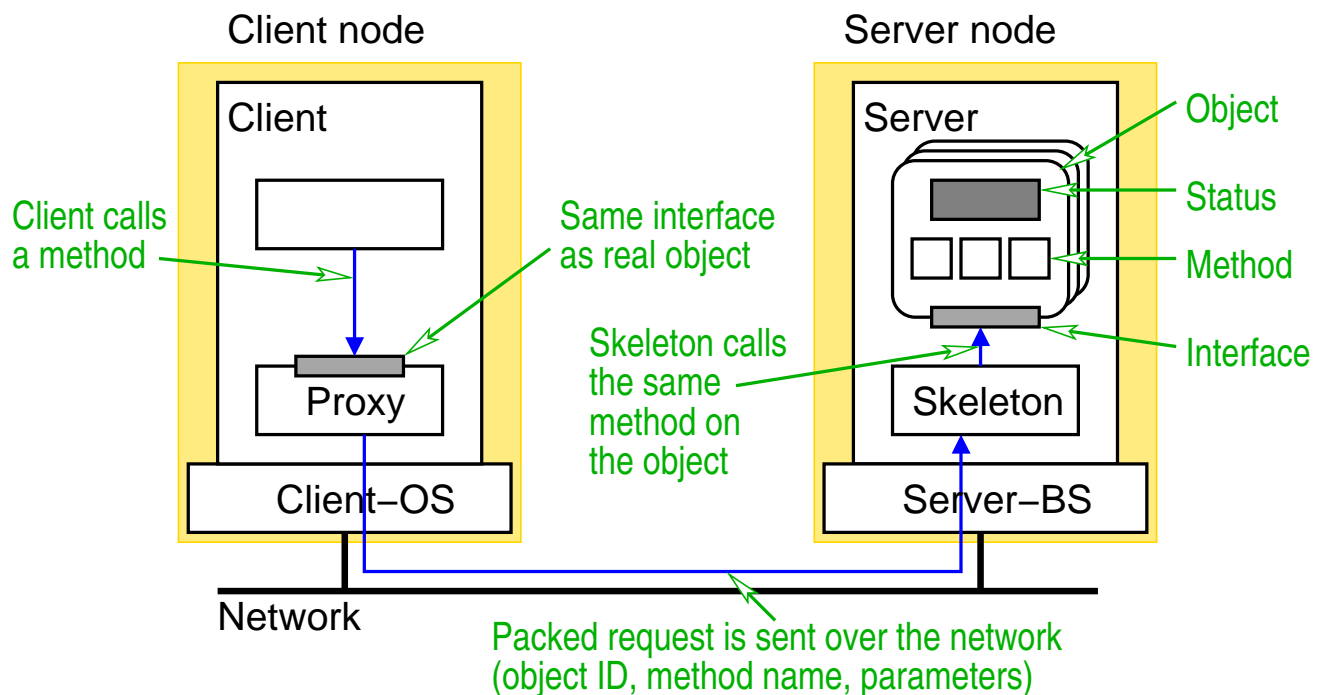 Client node
Server node
Client
Server
Object
Status
Method
Interface
Client calls
a method
Same interface
as real object
Skeleton calls
the same
method on
the object
Proxy
Skeleton
Client–OS
Server–BS
Network
Packed request is sent over the network
(object ID, method name, parameters)